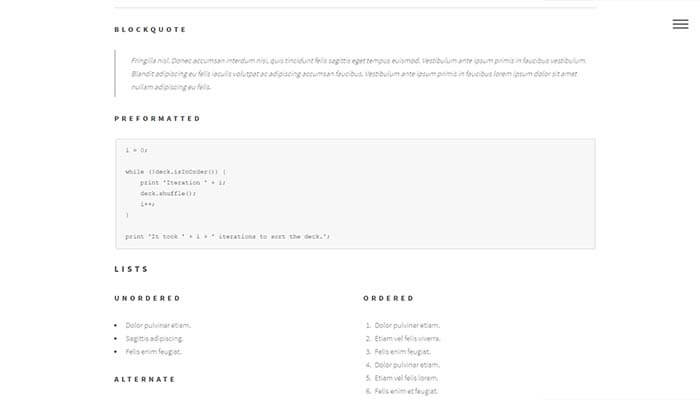 BLOCKQUOTE
Fringilla nisl. Donec accumsan interdum nisi, quis tincidunt felis sagittis eget tempus euismod. Vestibulum ante ipsum primis in faucibus vestibulum.
Blandit adipiscing eu felis iaculis volutpat ac adipiscing accumsan faucibus. Vestibulum ante ipsum primis in faucibus lorem ipsum dolor sit amet
nullam adipiscing eu felis.
PREFORMATTED
i = 0;
while (!deck.isInOrder()) {
print 'Iteration ' + i;
deck.shuffle();
i++;
}
print 'It took ' + i + ' iterations to sort the deck.';
LISTS
UNORDERED
• Dolor pulvinar etiam.
• Sagittis adipiscing.
• Felis enim feugiat.
ALTERNATE
ORDERED
1. Dolor pulvinar etiam.
2. Etiam vel felis viverra.
3. Felis enim feugiat.
4. Dolor pulvinar etiam.
5. Etiam vel felis lorem.
6. Felis enim et feugiat.